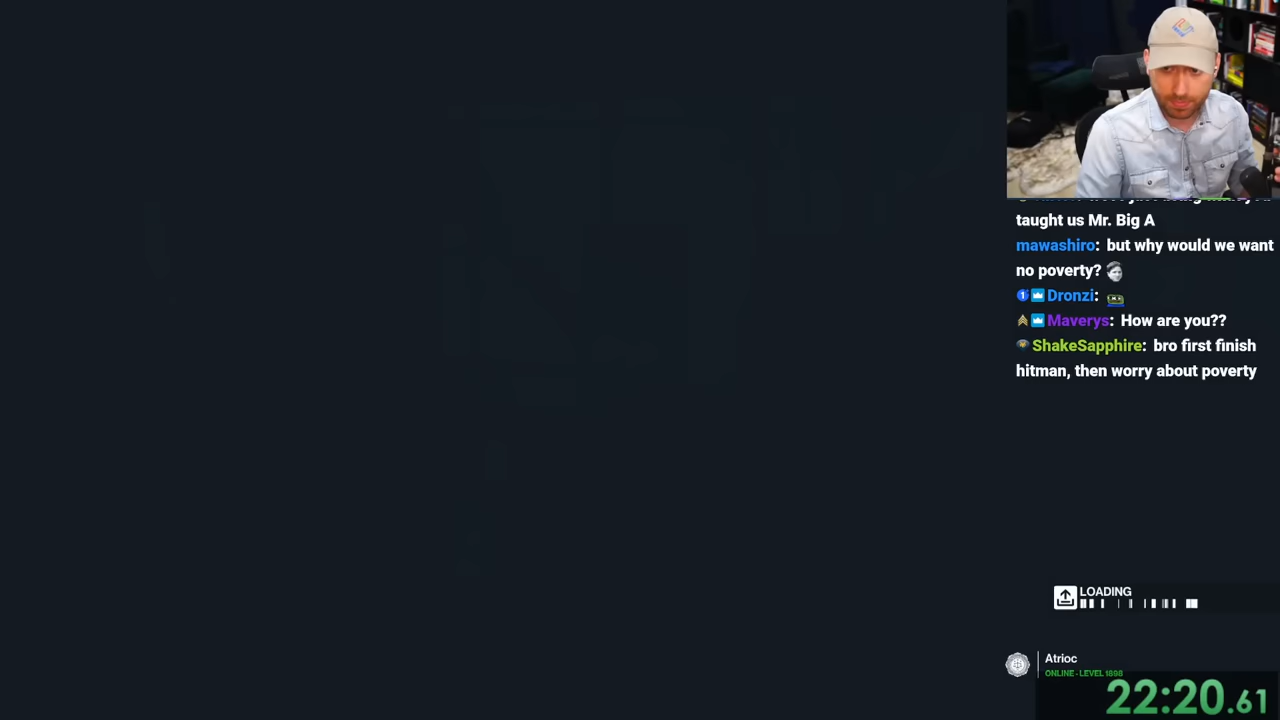 taught us Mr. Big A
mawashiro: but why would we want
no poverty?
Dronzi:
Maverys: How are you??
ShakeSapphire: bro first finish
hitman, then worry about poverty
LOADING
Atrioc
ONLINE - LEVEL 1898
22:20.61